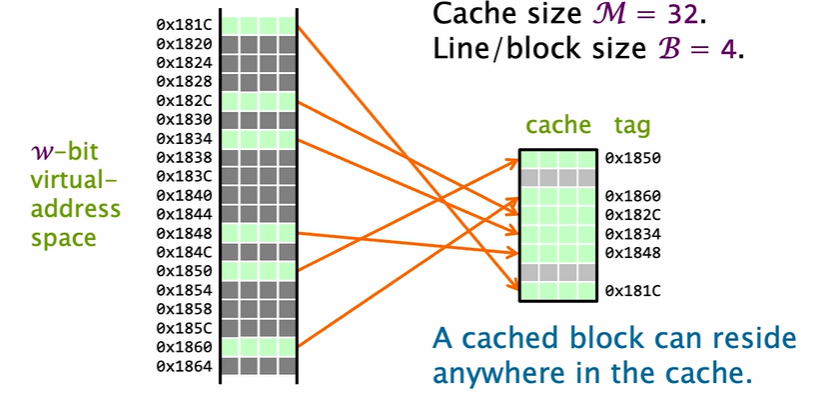 Cache size ℳ = 32.
Line/block size ℬ = 4.
0x181C
0x1820
0x1824
0x1828
0x182C
0x1830
0x1834
0x1838
0x183C
0x1840
0x1844
0x1848
0x184C
0x1850
0x1854
0x1858
0x185C
0x1860
0x1864
w-bit
virtual-
address
space
cache tag
0x1850
0x1860
0x182C
0x1834
0x1848
0x181C
A cached block can reside
anywhere in the cache.